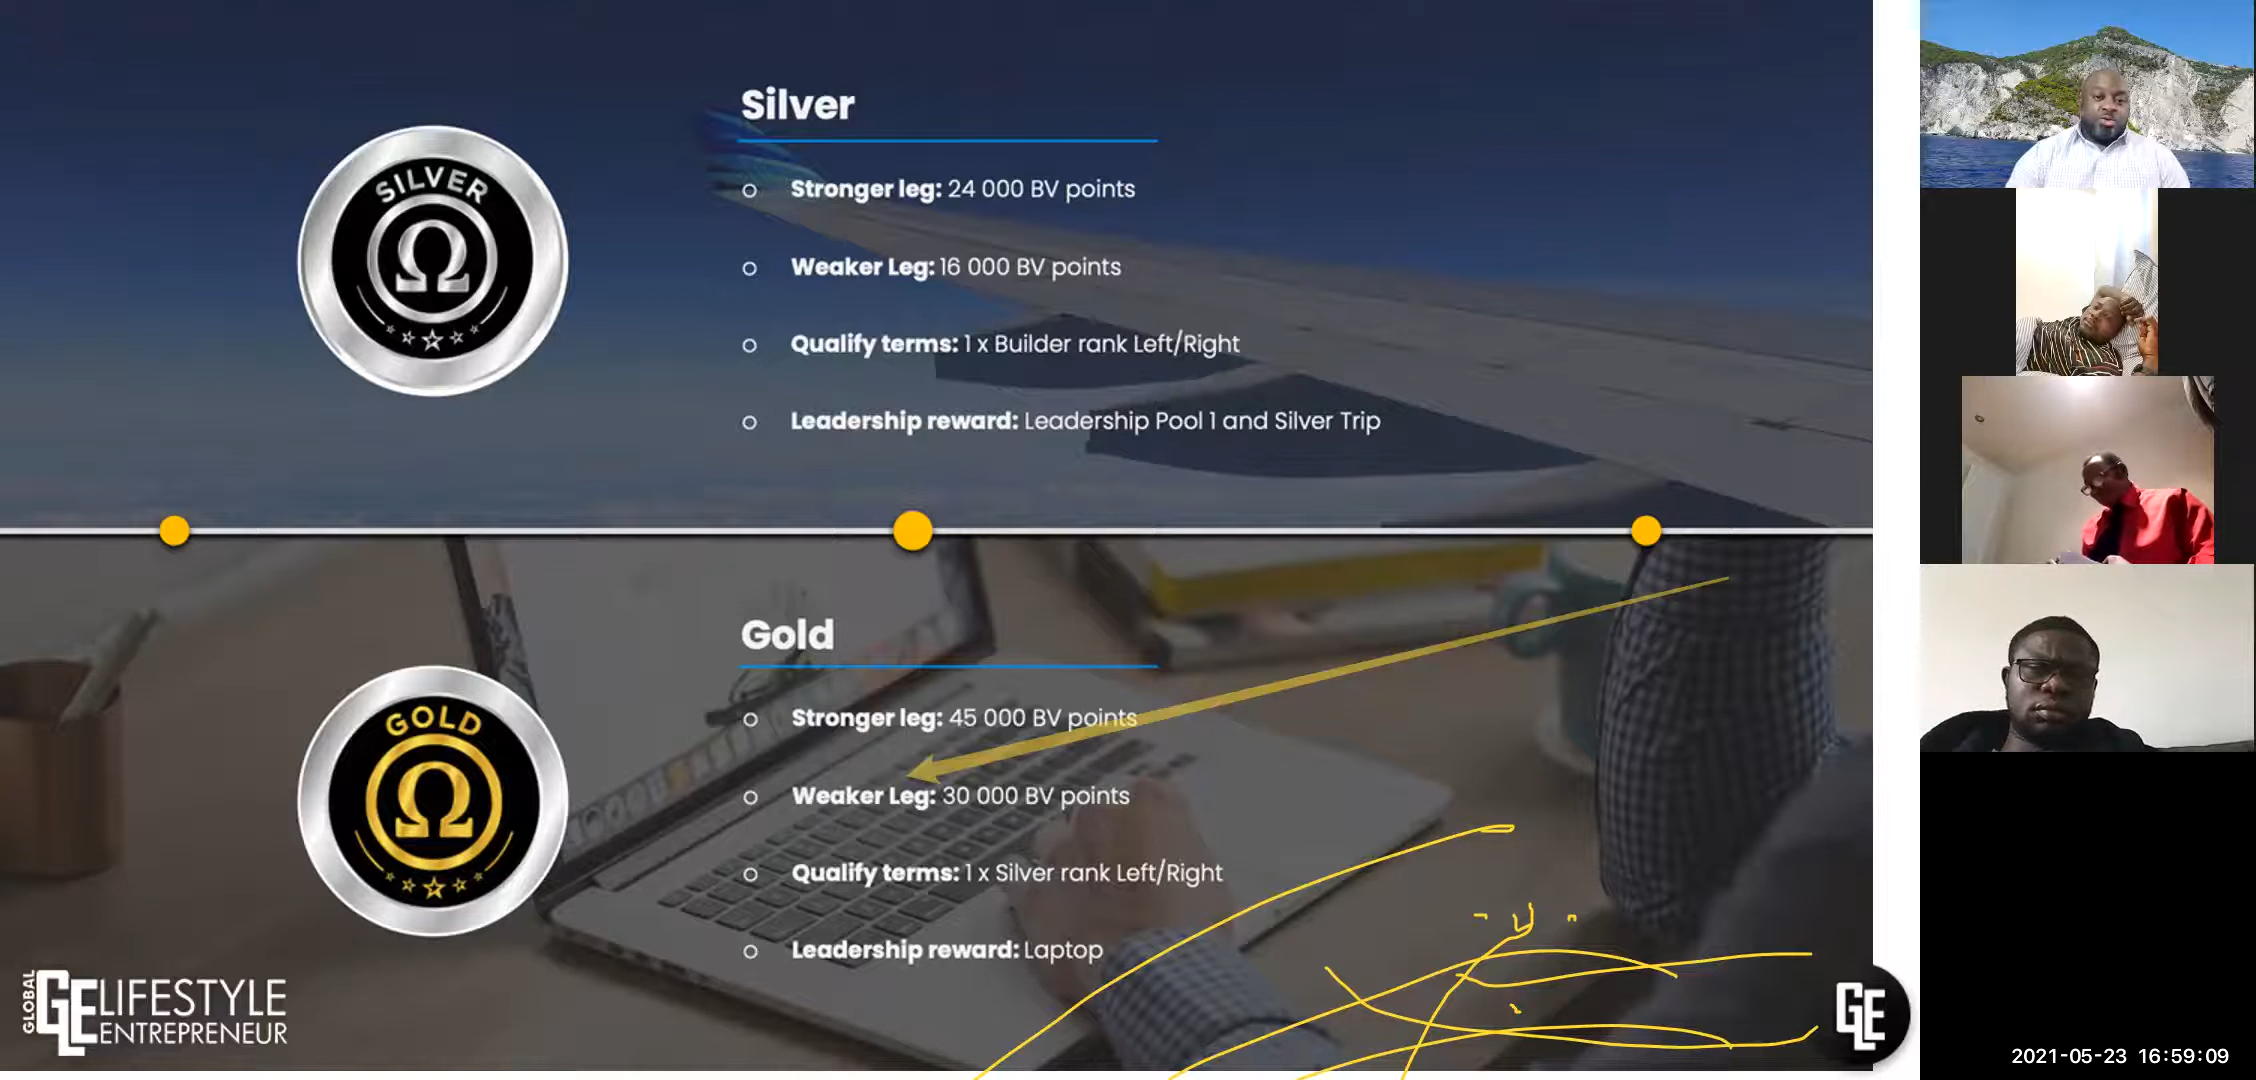 Silver
Stronger leg: 24 000 BV points
Weaker Leg: 16 000 BV points
Qualify terms: 1 x Builder rank Left/Right
Leadership reward: Leadership Pool 1 and Silver Trip
SILVER
Gold
Stronger leg: 45 000 BV points
Weaker Leg: 30 000 BV points
Qualify terms: 1 x Silver rank Left/Right
Leadership reward: Laptop
GOLD
GLOBAL
GLE LIFESTYLE
ENTREPRENEUR
GLE
2021-05-23 16:59:09